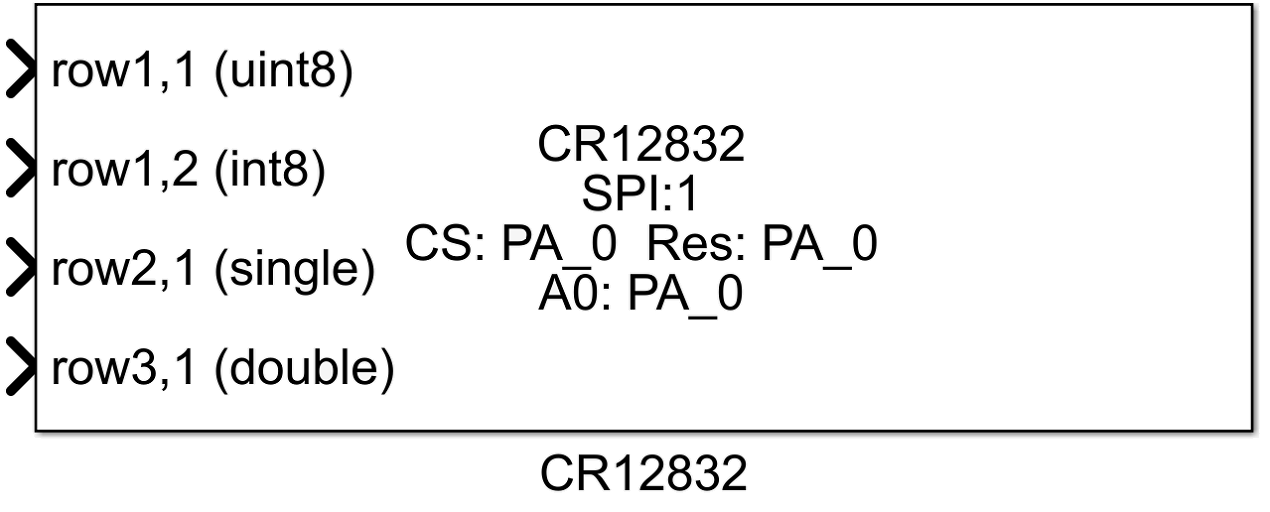 row1,1 (uint8)
row1,2 (int8)
row2,1 (single)
row3,1 (double)
CR12832
SPI:1
CS: PA_0  Res: PA_0
A0: PA_0
CR12832